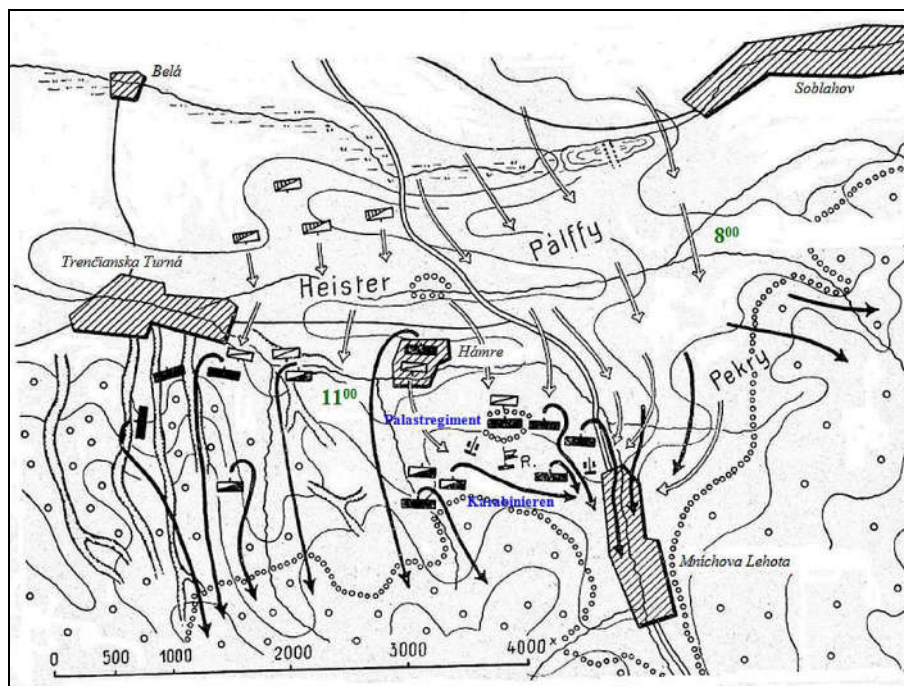 Belá
Soblahov
Pálffy
8⁰⁰
Trenčianska Turná
Heister
Hámre
Pekry
11⁰⁰
Palastregiment
R.
Karabinieren
Mníchova Lehota
0 500 1000 2000 3000 4000 ×